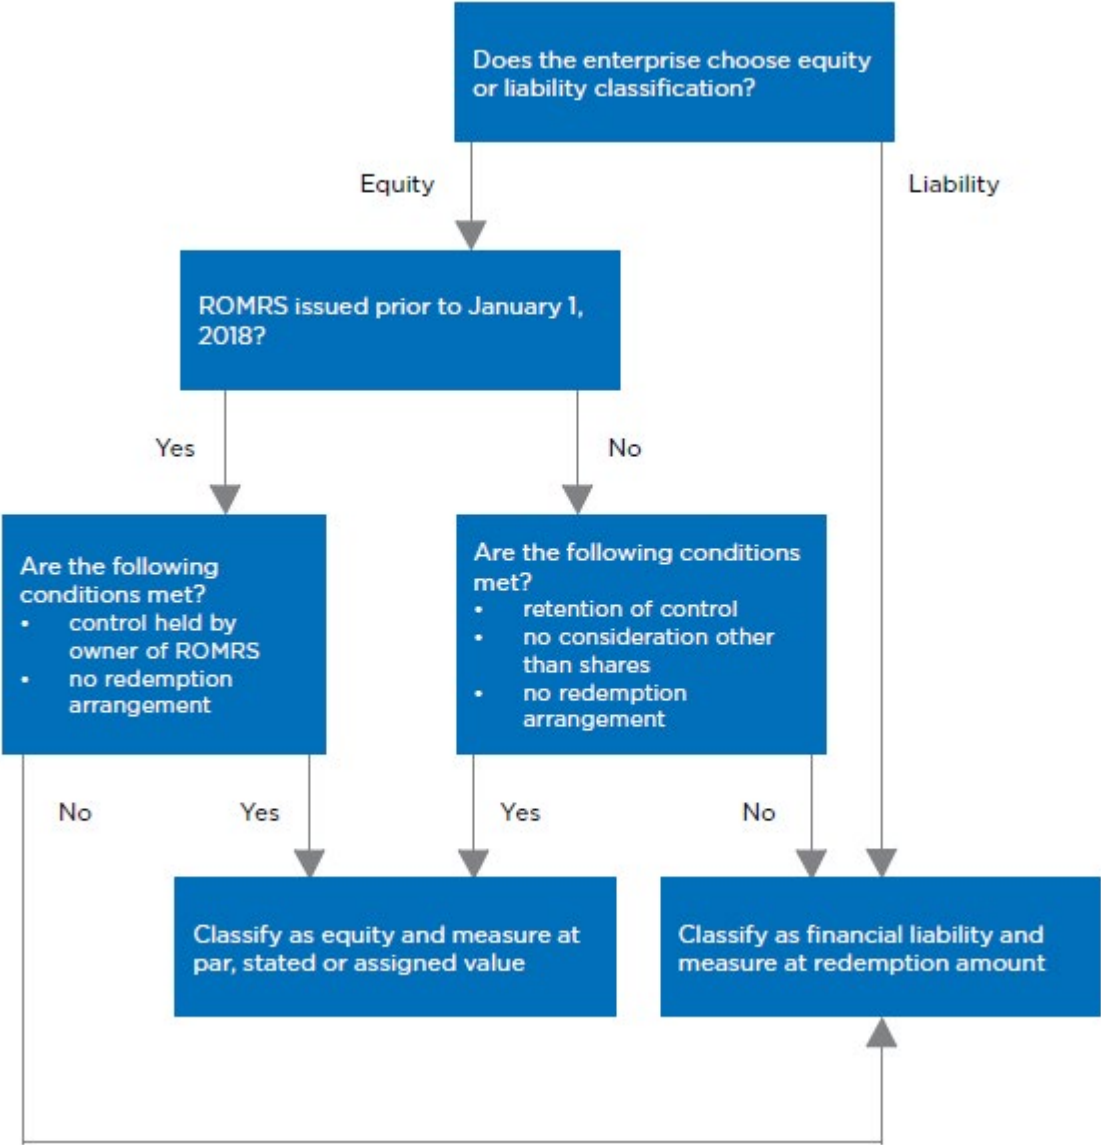 Does the enterprise choose equity
or liability classification?
Equity
Liability
ROMRS issued prior to January 1,
2018?
Yes
No
Are the following
conditions met?
• control held by
owner of ROMRS
• no redemption
arrangement
Are the following conditions
met?
• retention of control
• no consideration other
than shares
• no redemption
arrangement
No
Yes
Yes
No
Classify as equity and measure at
par, stated or assigned value
Classify as financial liability and
measure at redemption amount